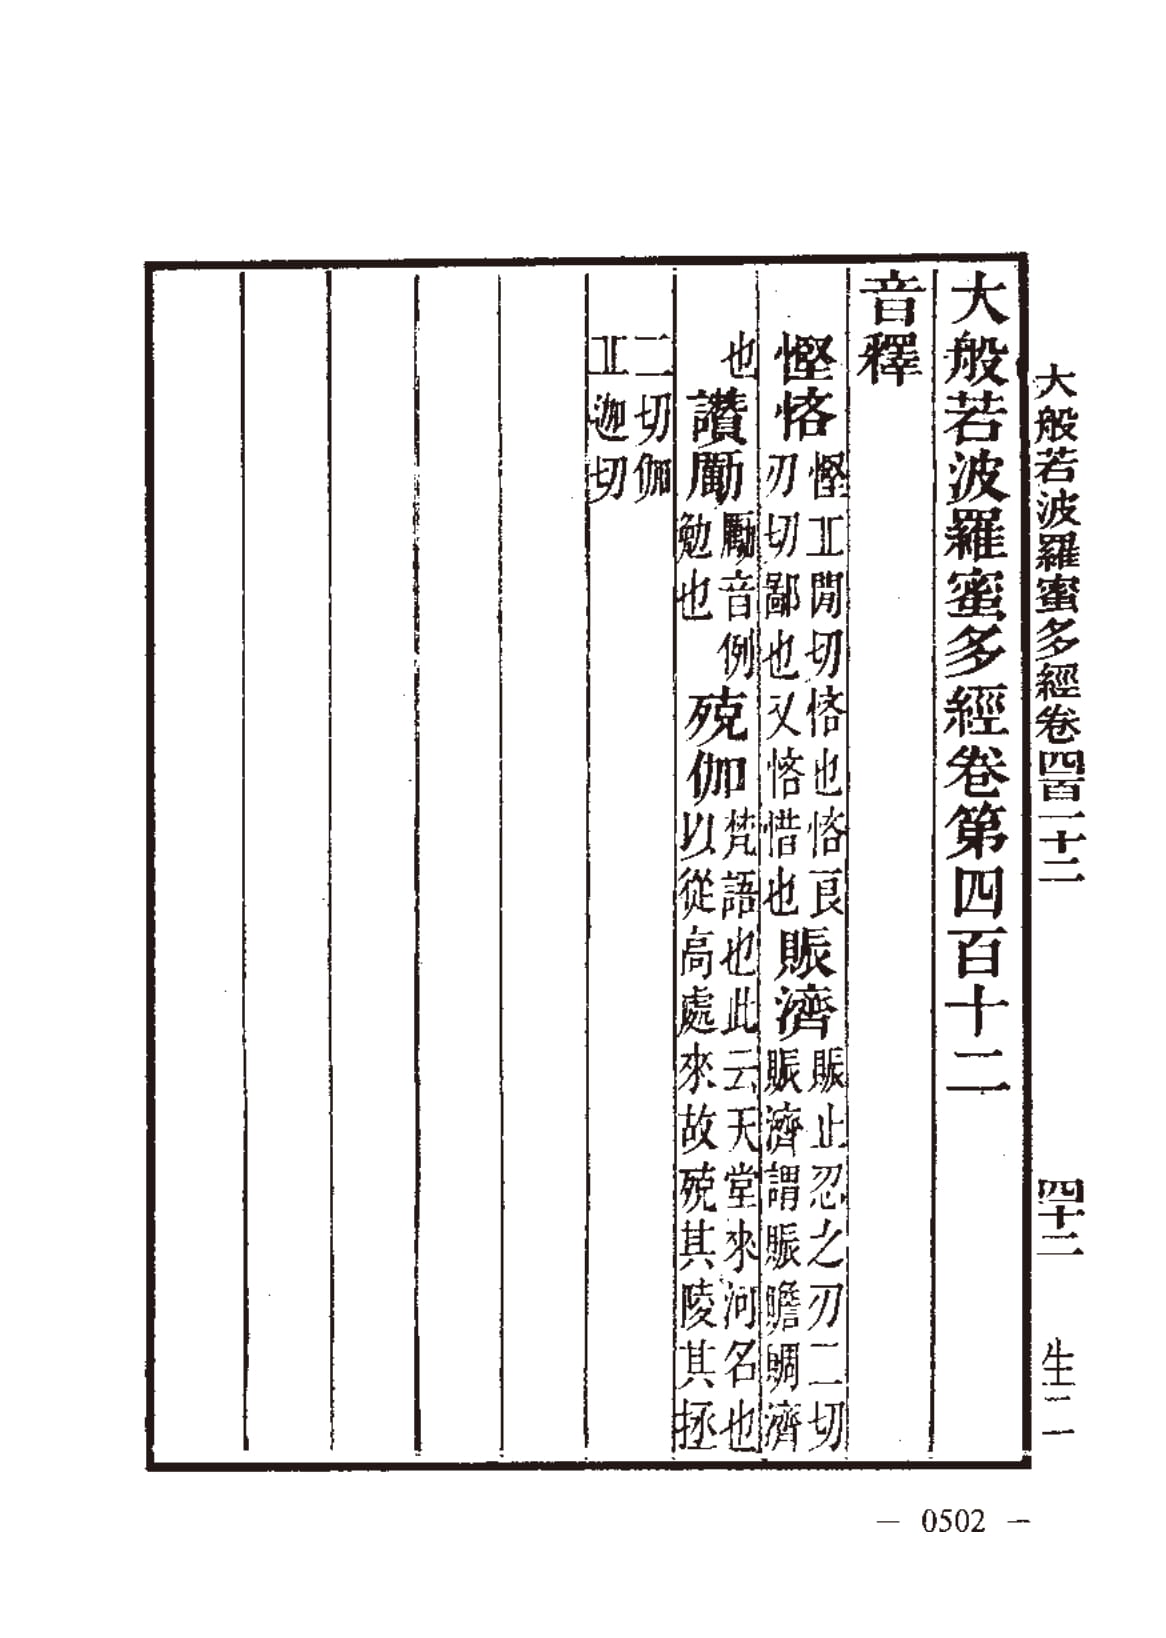 大般若波羅蜜多經卷四百一十二　四十二　生二
大般若波羅蜜多經卷第四百十二
音釋
慳悋慳丘閒切悋也悋良刃切鄙也又悋惜也賑濟賑止忍之刃二切賑濟謂賑贍賙濟
也讚勵勵音例勉也殑伽梵語也此云天堂來河名也以從高處來故殑其陵其拯
二切伽丘迦切
— 0502 —